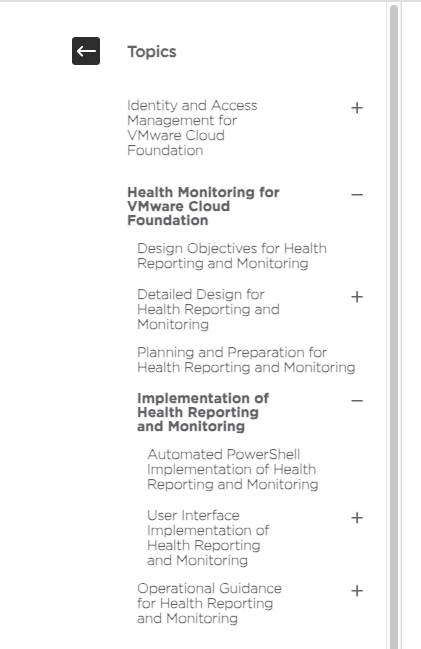 Topics
Identity and Access
Management for
VMware Cloud
Foundation
Health Monitoring for
VMware Cloud
Foundation
Design Objectives for Health
Reporting and Monitoring
Detailed Design for
Health Reporting and
Monitoring
Planning and Preparation for
Health Reporting and Monitoring
Implementation of
Health Reporting
and Monitoring
Automated PowerShell
Implementation of Health
Reporting and Monitoring
User Interface
Implementation of
Health Reporting
and Monitoring
Operational Guidance
for Health Reporting
and Monitoring